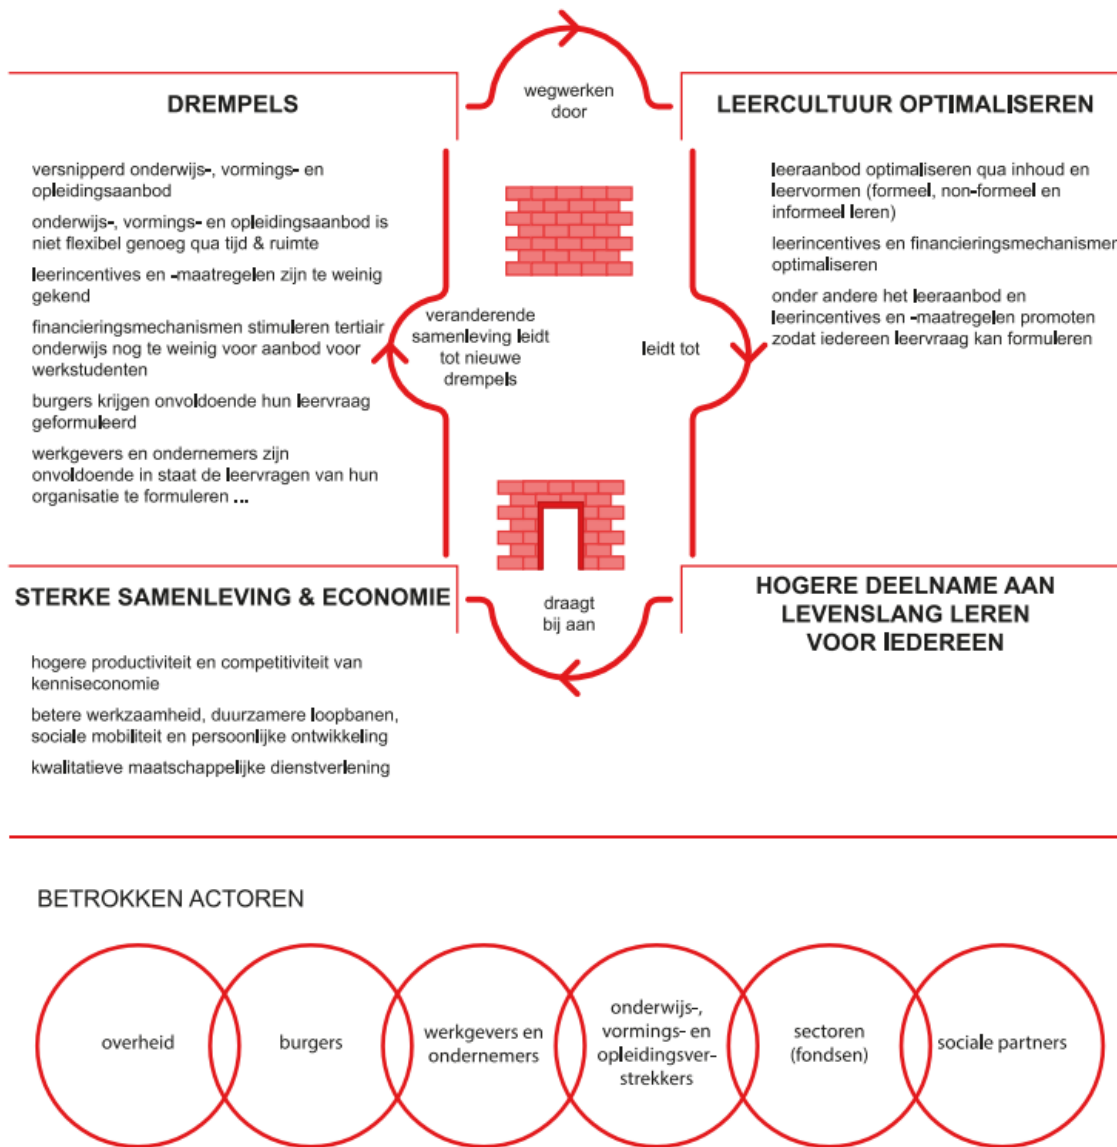 wegwerken
door
DREMPELS
versnipperd onderwijs-, vormings- en
opleidingsaanbod
onderwijs-, vormings- en opleidingsaanbod is
niet flexibel genoeg qua tijd & ruimte
leerincentives en -maatregelen zijn te weinig
gekend
financieringsmechanismen stimuleren tertiair
onderwijs nog te weinig voor aanbod voor
werkstudenten
burgers krijgen onvoldoende hun leervraag
geformuleerd
werkgevers en ondernemers zijn
onvoldoende in staat de leervragen van hun
organisatie te formuleren ...
veranderende
samenleving leidt
tot nieuwe
drempels
LEERCULTUUR OPTIMALISEREN
leeraanbod optimaliseren qua inhoud en
leervormen (formeel, non-formeel en
informeel leren)
leerincentives en financieringsmechanismen
optimaliseren
onder andere het leeraanbod en
leerincentives en -maatregelen promoten
zodat iedereen leervraag kan formuleren
leidt tot
STERKE SAMENLEVING & ECONOMIE
hogere productiviteit en competitiviteit van
kenniseconomie
betere werkzaamheid, duurzamere loopbanen,
sociale mobiliteit en persoonlijke ontwikkeling
kwalitatieve maatschappelijke dienstverlening
draagt
bij aan
HOGERE DEELNAME AAN
LEVENSLANG LEREN
VOOR IEDEREEN
BETROKKEN ACTOREN
overheid
burgers
werkgevers en
ondernemers
onderwijs-,
vormings- en
opleidingsver-
strekkers
sectoren
(fondsen)
sociale partners